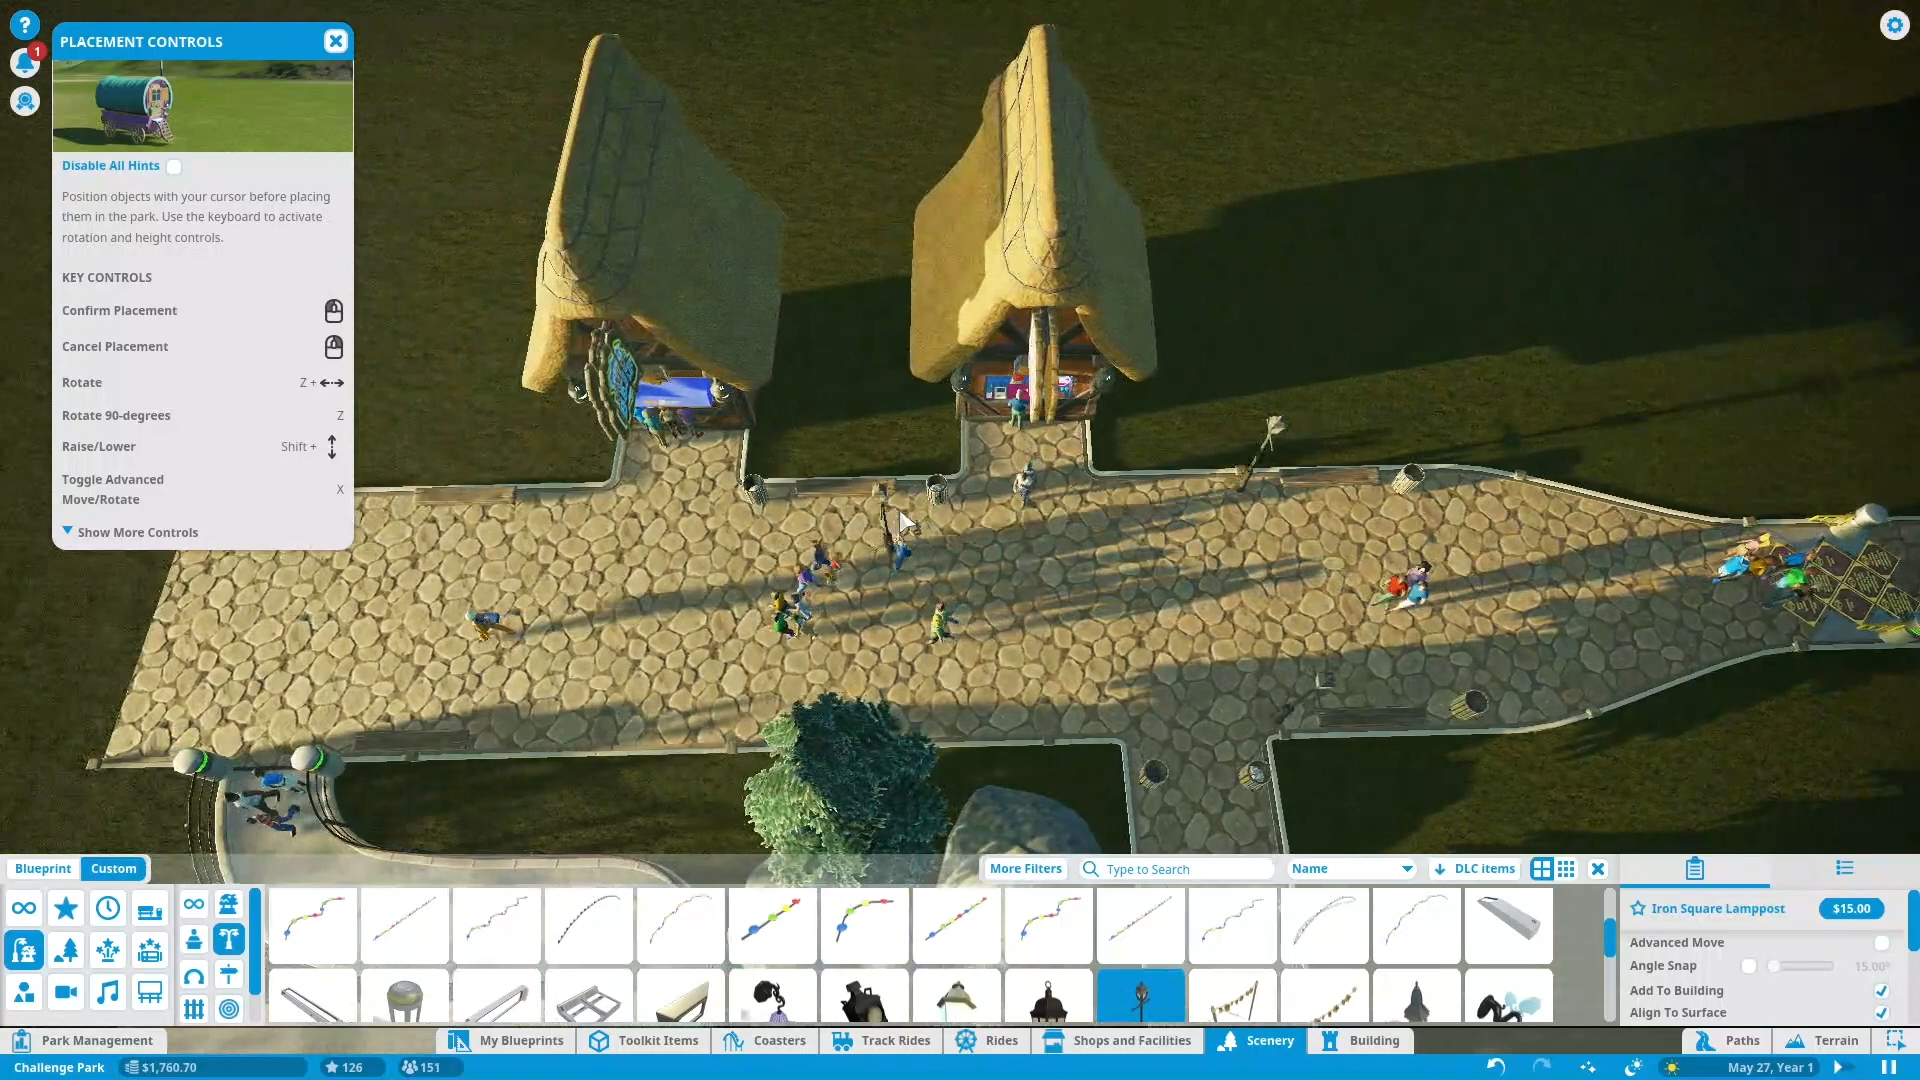 ?
1
PLACEMENT CONTROLS
Disable All Hints
Position objects with your cursor before placing
them in the park. Use the keyboard to activate
rotation and height controls.
KEY CONTROLS
Confirm Placement
Cancel Placement
Rotate Z +
Rotate 90-degrees Z
Raise/Lower Shift +
Toggle Advanced
Move/Rotate X
Show More Controls
Blueprint Custom
More Filters Type to Search Name DLC items
Iron Square Lamppost $15.00
Advanced Move
Angle Snap 15.00°
Add To Building
Align To Surface
Park Management My Blueprints Toolkit Items Coasters Track Rides Rides Shops and Facilities Scenery Building Paths Terrain
Challenge Park $1,760.70 126 151 May 27, Year 1